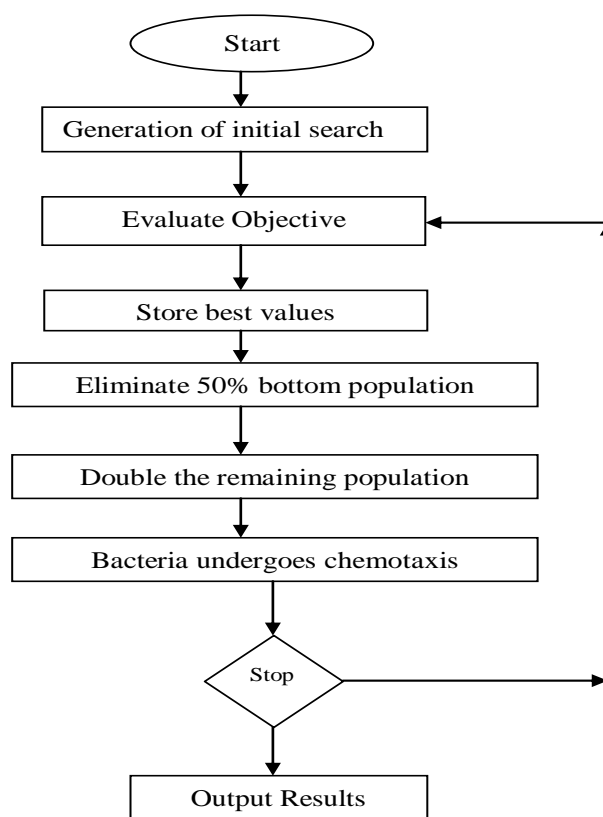 Start
Generation of initial search
Evaluate Objective
Store best values
Eliminate 50% bottom population
Double the remaining population
Bacteria undergoes chemotaxis
Stop
Output Results